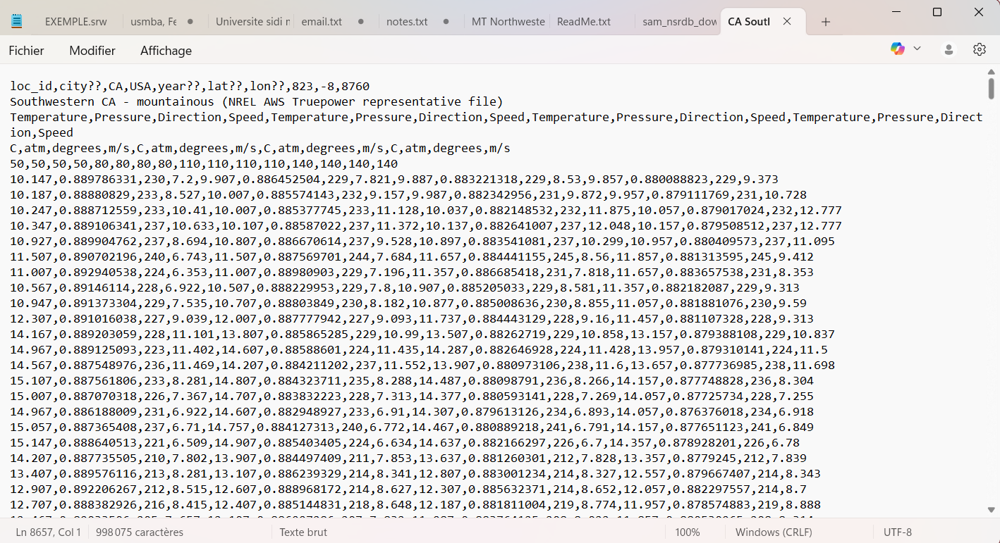 EXEMPLE.srw
usmba, Fe
Universite sidi
email.txt
notes.txt
MT Northweste
ReadMe.txt
sam_nsrdb_dow
CA Soutl
Fichier
Modifier
Affichage
loc_id,city??,CA,USA,year??,lat??,lon??,823,-8,8760
Southwestern CA - mountainous (NREL AWS Truepower representative file)
Temperature,Pressure,Direction,Speed,Temperature,Pressure,Direction,Speed,Temperature,Pressure,Direction,Speed,Temperature,Pressure,Direct
ion,Speed
C,atm,degrees,m/s,C,atm,degrees,m/s,C,atm,degrees,m/s,C,atm,degrees,m/s
50,50,50,50,80,80,80,80,110,110,110,110,140,140,140,140
10.147,0.889786331,230,7.2,9.907,0.886452504,229,7.821,9.887,0.883221318,229,8.53,9.857,0.880088823,229,9.373
10.187,0.88880829,233,8.527,10.007,0.885574143,232,9.157,9.987,0.882342956,231,9.872,9.957,0.879111769,231,10.728
10.247,0.888712559,233,10.41,10.007,0.885377745,233,11.128,10.037,0.882148532,232,11.875,10.057,0.879017024,232,12.777
10.347,0.889106341,237,10.633,10.107,0.88587022,237,11.372,10.137,0.882641007,237,12.048,10.157,0.879508512,237,12.777
10.927,0.889904762,237,8.694,10.807,0.886670614,237,9.528,10.897,0.883541081,237,10.299,10.957,0.880409573,237,11.095
11.507,0.890702196,240,6.743,11.507,0.887569701,244,7.684,11.657,0.884441155,245,8.56,11.857,0.881313595,245,9.412
11.007,0.892940538,224,6.353,11.007,0.88980903,229,7.196,11.357,0.886685418,231,7.818,11.657,0.883657538,231,8.353
10.567,0.89146114,228,6.922,10.507,0.888229953,229,7.8,10.907,0.885205033,229,8.581,11.357,0.882182087,229,9.313
10.947,0.891373304,229,7.535,10.707,0.88803849,230,8.182,10.877,0.885008636,230,8.855,11.057,0.881881076,230,9.59
12.307,0.891016038,227,9.039,12.007,0.887777942,227,9.093,11.737,0.884443129,228,9.16,11.457,0.881107328,228,9.313
14.167,0.889203059,228,11.101,13.807,0.885865285,229,10.99,13.507,0.88262719,229,10.858,13.157,0.879388108,229,10.837
14.967,0.889125093,223,11.402,14.607,0.88588601,224,11.435,14.287,0.882646928,224,11.428,13.957,0.879310141,224,11.5
14.567,0.887548976,236,11.469,14.207,0.884211202,237,11.552,13.907,0.880973106,238,11.6,13.657,0.877736985,238,11.698
15.107,0.887561806,233,8.281,14.807,0.884323711,235,8.288,14.487,0.88098791,236,8.266,14.157,0.877748828,236,8.304
15.007,0.887070318,226,7.367,14.707,0.883832223,228,7.313,14.377,0.880593141,228,7.269,14.057,0.87725734,228,7.255
14.967,0.886188009,231,6.922,14.607,0.882948927,233,6.91,14.307,0.879613126,234,6.893,14.057,0.876376018,234,6.918
15.057,0.887365408,237,6.71,14.757,0.884127313,240,6.772,14.467,0.880889218,241,6.791,14.157,0.877651123,241,6.849
15.147,0.888640513,221,6.509,14.907,0.885403405,224,6.634,14.637,0.882166297,226,6.7,14.357,0.878928201,226,6.78
14.207,0.887735505,210,7.802,13.907,0.884497409,211,7.853,13.637,0.881260301,212,7.828,13.357,0.8779245,212,7.839
13.407,0.889576116,213,8.281,13.107,0.886239329,214,8.341,12.807,0.883001234,214,8.327,12.557,0.879667407,214,8.343
12.907,0.892206267,212,8.515,12.607,0.888968172,214,8.627,12.307,0.885632371,214,8.652,12.057,0.882297557,214,8.7
12.707,0.888382926,216,8.415,12.407,0.885144831,218,8.648,12.187,0.881811004,219,8.774,11.957,0.878574883,219,8.888
Ln 8657, Col 1
998 075 caractères
Texte brut
100%
Windows (CRLF)
UTF-8